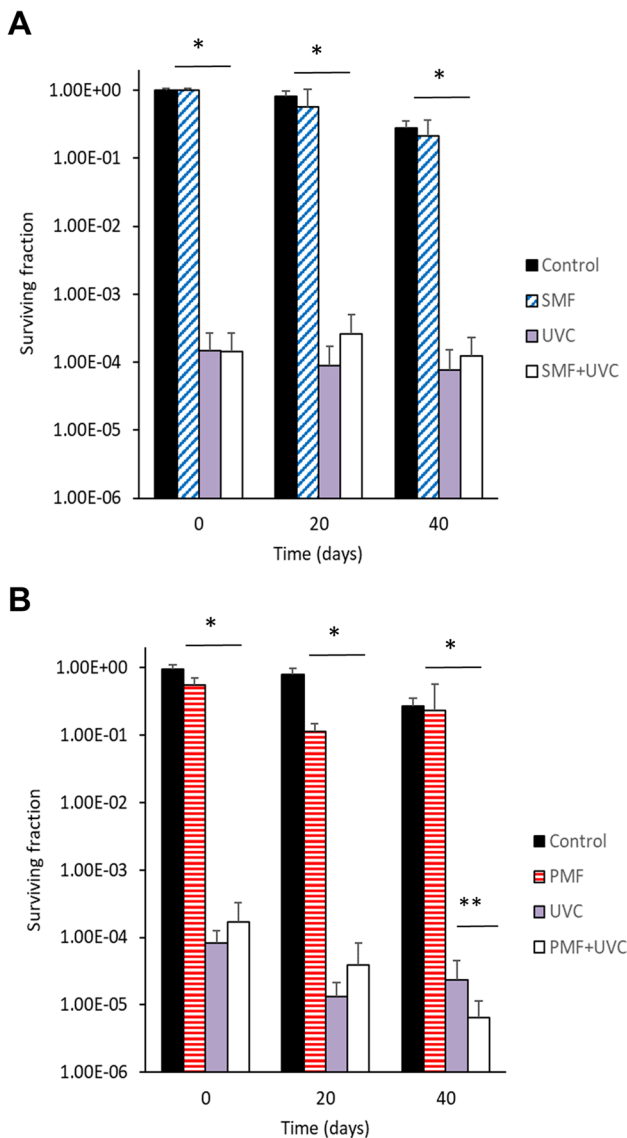 A
*
*
*
1.00E+00
1.00E-01
1.00E-02
1.00E-03
1.00E-04
1.00E-05
1.00E-06
Surviving fraction
0
20
40
Time (days)
Control
SMF
UVC
SMF+UVC
B
*
*
*
1.00E+00
1.00E-01
1.00E-02
1.00E-03
1.00E-04
1.00E-05
1.00E-06
Surviving fraction
**
0
20
40
Time (days)
Control
PMF
UVC
PMF+UVC